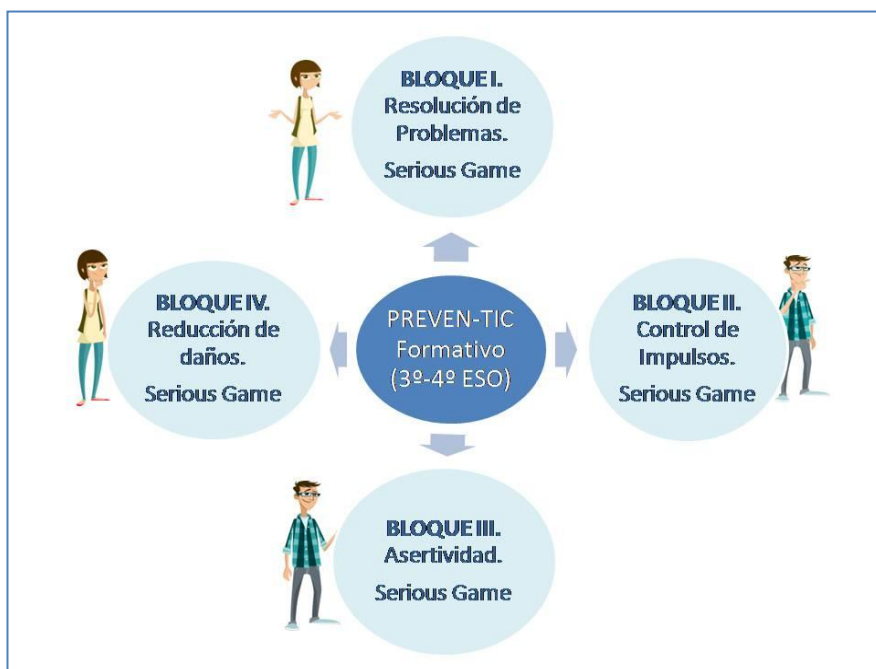 BLOQUE I.
Resolución de
Problemas.
Serious Game
BLOQUE IV.
Reducción de
daños.
Serious Game
PREVEN-TIC
Formativo
(3º-4º ESO)
BLOQUE II.
Control de
Impulsos.
Serious Game
BLOQUE III.
Asertividad.
Serious Game